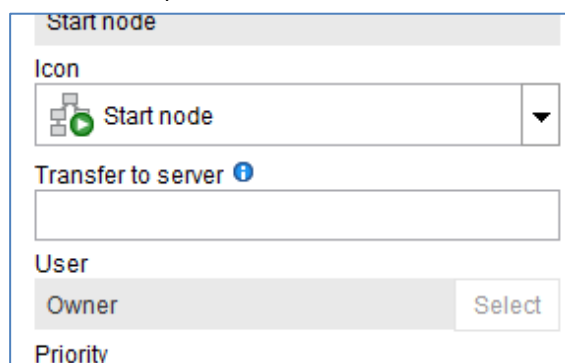 Start node
Icon
Start node
Transfer to server
User
Owner Select
Priority